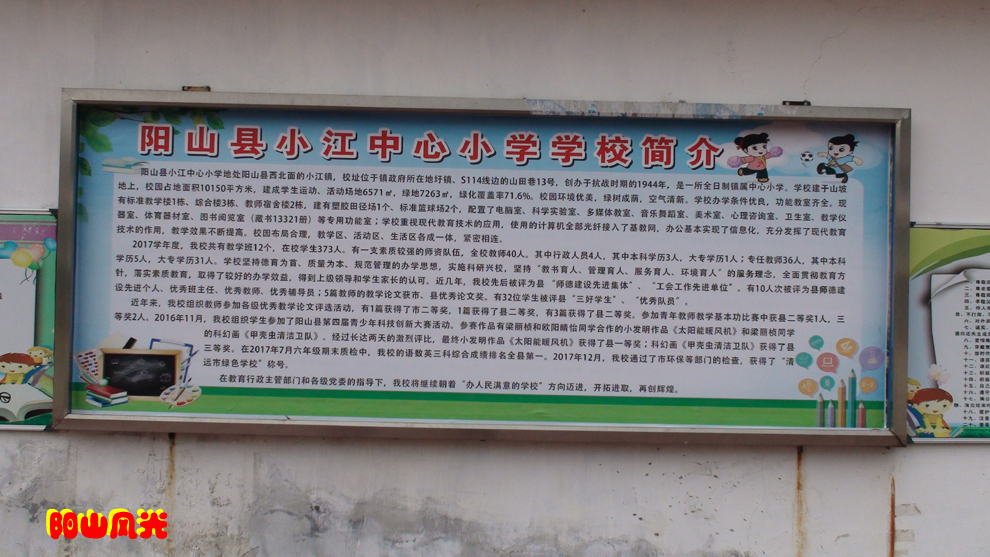 阳山县小江中心小学学校简介
阳山县小江中心小学地处阳山县西北面的小江镇，校址位于镇政府所在地圩镇、S114线边的山田巷13号，创办于抗战时期的1944年，是一所全日制镇属中心小学。学校建于山坡
地上，校园占地面积10150平方米，建成学生运动、活动场地6571㎡，绿地7263㎡，绿化覆盖率71.6%。校园环境优美，绿树成荫，空气清新。学校办学条件优良，功能教室齐全。现
有标准教学楼1栋、综合楼3栋、教师宿舍楼2栋，建有塑胶田径场1个、标准篮球场2个，配置了电脑室、科学实验室、多媒体教室、音乐舞蹈室、美术室、心理咨询室、卫生室、教学仪
器室、体育器材室、图书阅览室（藏书13321册）等专用功能室；学校重视现代教育技术的应用，使用的计算机全部光纤接入了基教网，办公基本实现了信息化，充分发挥了现代教育
技术的作用，教学效果不断提高。校园布局合理，教学区、活动区、生活区各成一体，紧密相连。
2017学年度，我校共有教学班12个，在校学生373人。有一支素质较强的师资队伍，全校教师40人。其中行政人员4人，其中本科学历3人，大专学历1人；专任教师36人，其中本科
学历5人，大专学历31人。学校坚持德育为首、质量为本、规范管理的办学思想，实施科研兴校，坚持“教书育人、管理育人、服务育人、环境育人”的服务理念，全面贯彻教育方
针，落实素质教育，取得了较好的办学效益，得到上级领导和学生家长的认可。近几年，我校先后被评为县“师德建设先进集体”、“工会工作先进单位”。有10人次被评为县师德建
设先进个人、优秀班主任、优秀教师、优秀辅导员；5篇教师的教学论文获市、县优秀论文奖。有32位学生被评县“三好学生”、“优秀队员”。
近年来，我校组织教师参加各级优秀教学论文评选活动，有1篇获得了市二等奖，1篇获得了县二等奖，有3篇获得了县二等奖。参加青年教师教学基本功比赛中获县二等奖1人，三
等奖2人。2016年11月，我校组织学生参加了阳山县第四届青少年科技创新大赛活动。参赛作品有梁丽桢和欧阳晴怡同学合作的小发明作品《太阳能暖风机》和梁丽桢同学
的科幻画《甲壳虫清洁卫队》。经过长达两天的激烈评比，最终小发明作品《太阳能暖风机》获得了县一等奖；科幻画《甲壳虫清洁卫队》获得了县
三等奖。在2017年7月六年级期末质检中，我校的语数英三科综合成绩排名全县第一。2017年12月，我校通过了市环保等部门的检查，获得了“清
远市绿色学校”称号。
在教育行政主管部门和各级党委的指导下，我校将继续朝着“办人民满意的学校”方向迈进，开拓进取，再创辉煌。
阳山风光